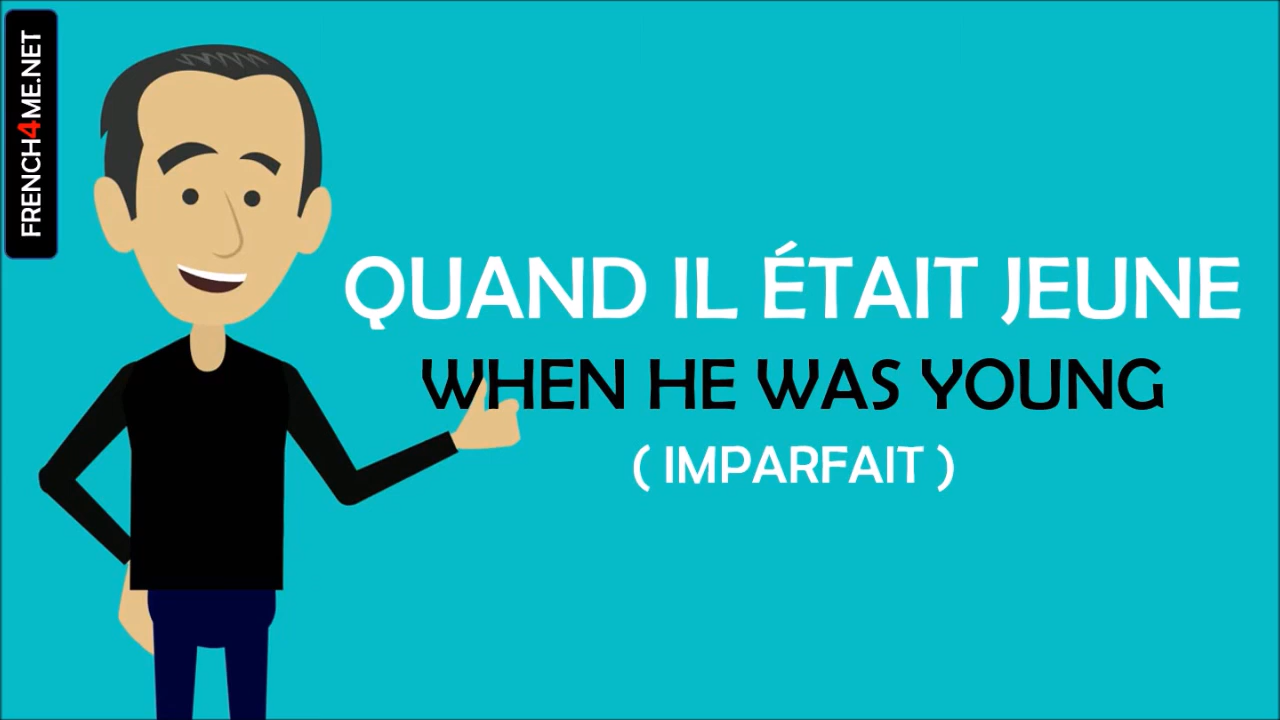 FRENCH4ME.NET
QUAND IL ÉTAIT JEUNE
WHEN HE WAS YOUNG
( IMPARFAIT )